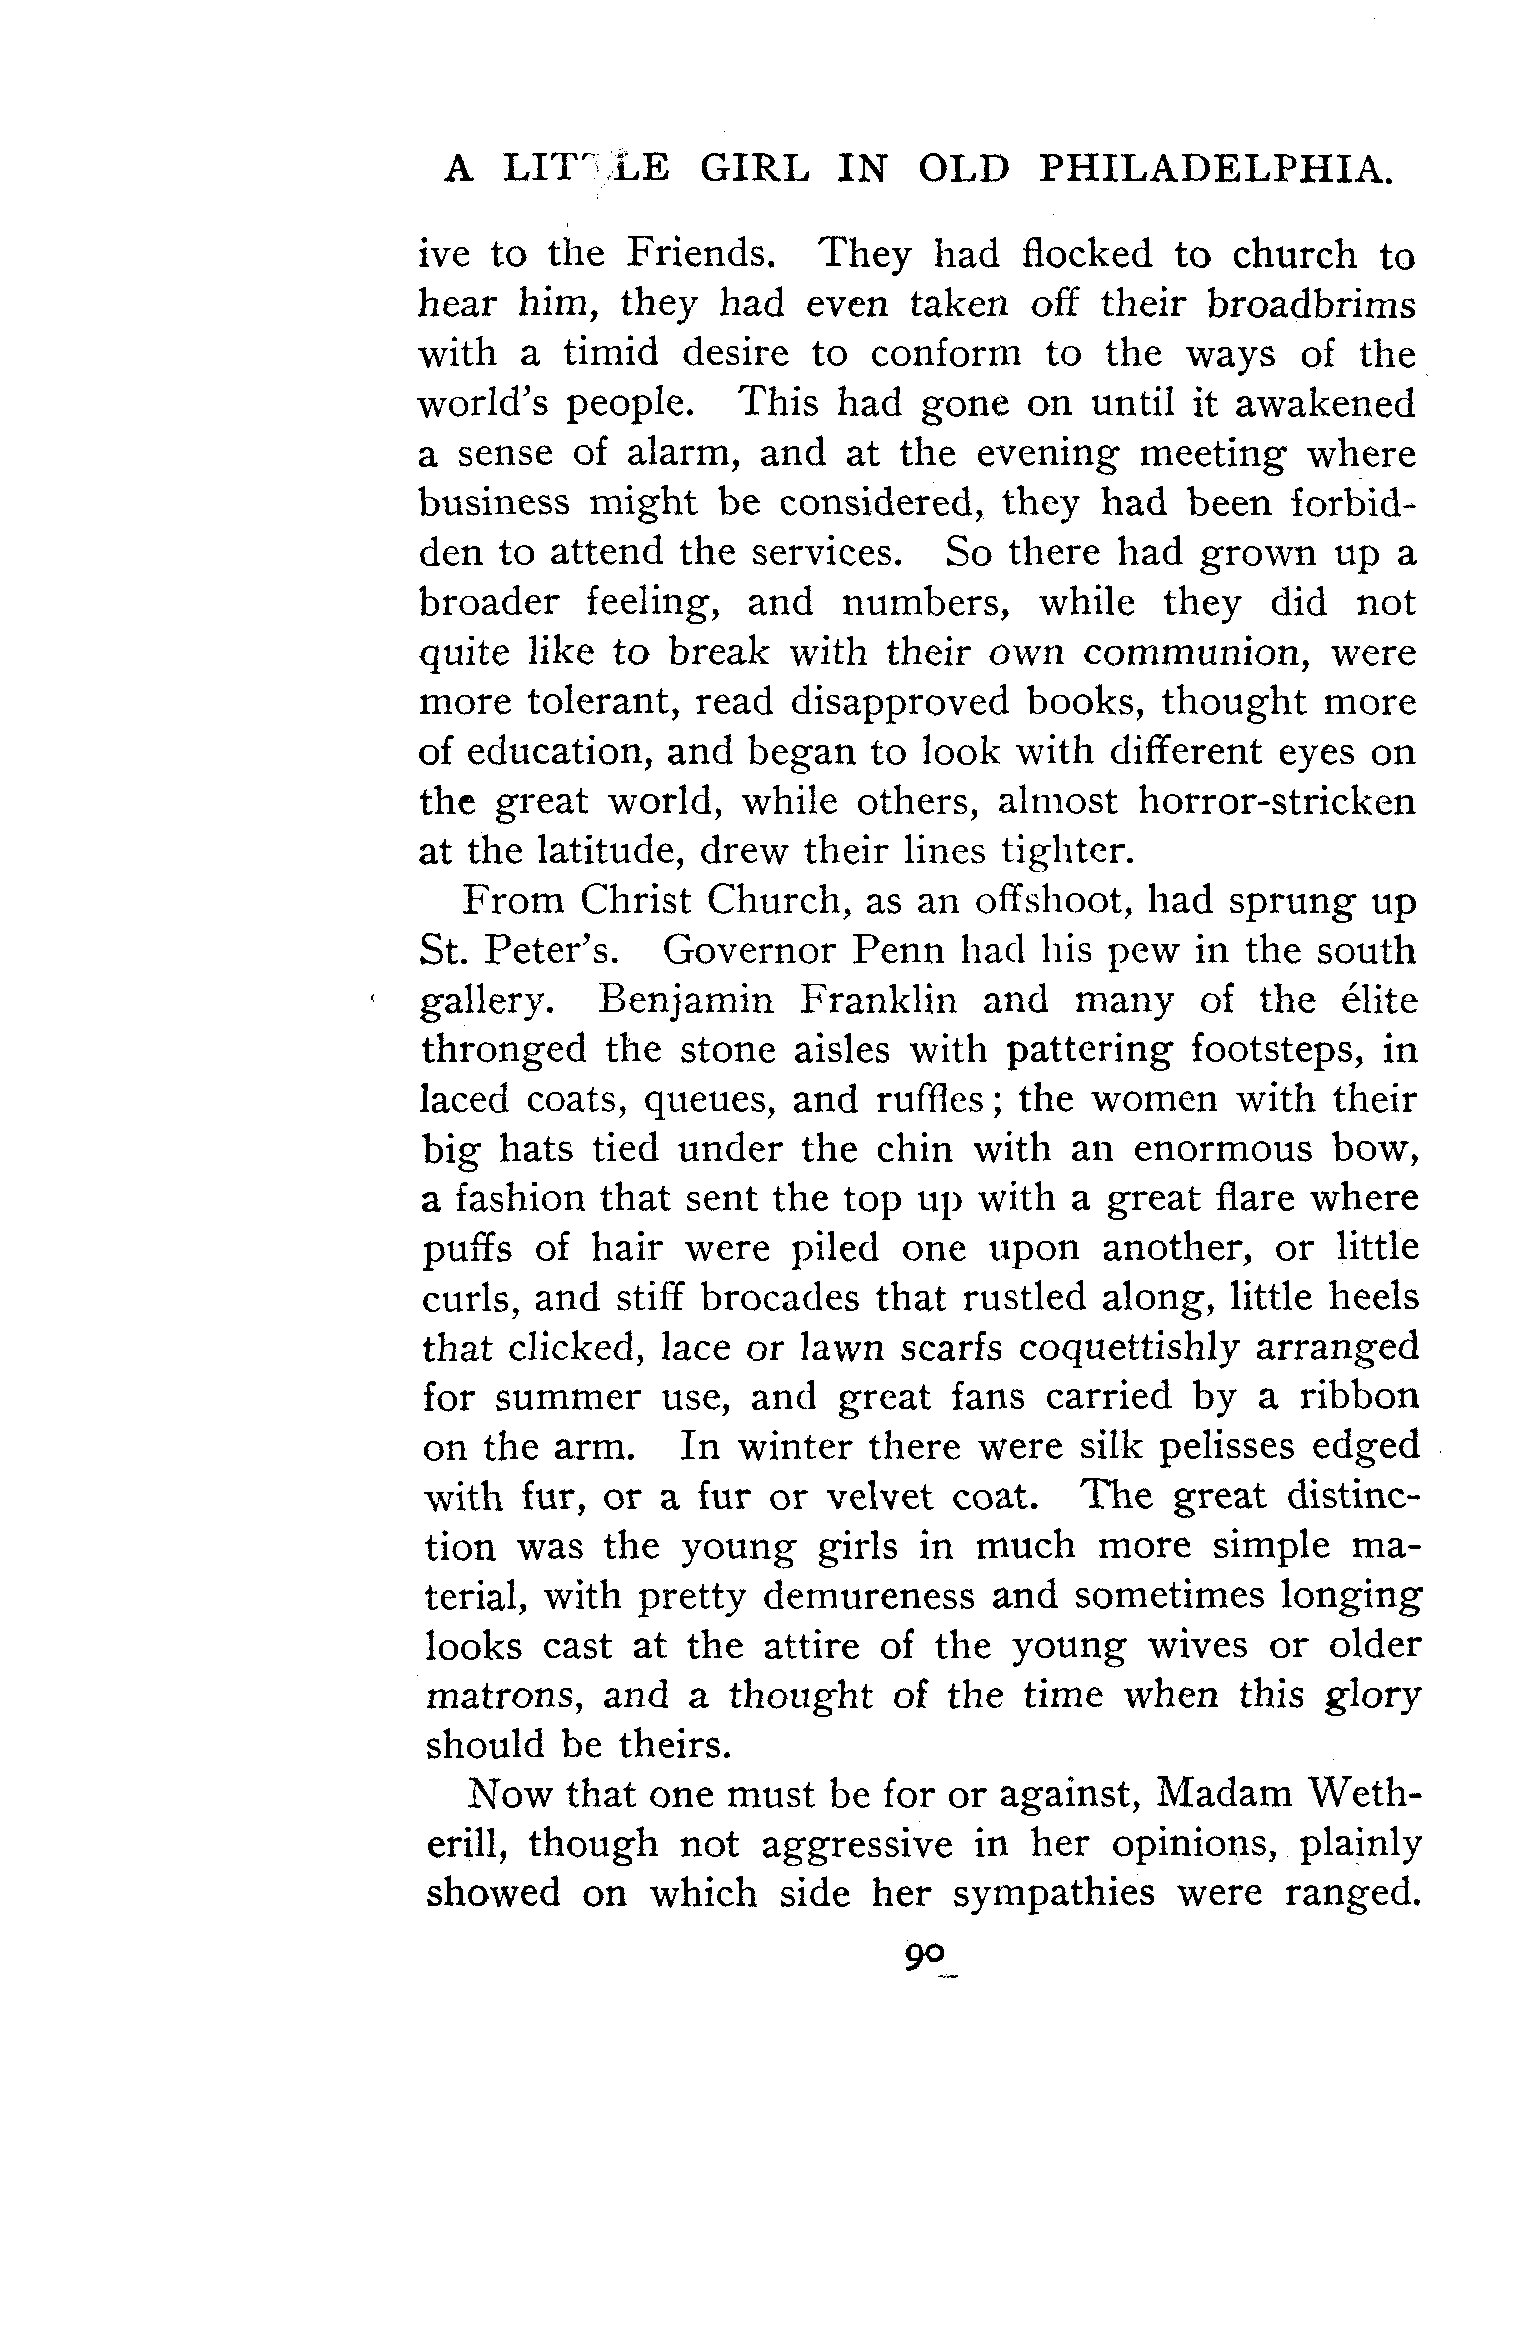 A LITTLE GIRL IN OLD PHILADELPHIA.
ive to the Friends. They had flocked to church to
hear him, they had even taken off their broadbrims
with a timid desire to conform to the ways of the
world's people. This had gone on until it awakened
a sense of alarm, and at the evening meeting where
business might be considered, they had been forbid-
den to attend the services. So there had grown up a
broader feeling, and numbers, while they did not
quite like to break with their own communion, were
more tolerant, read disapproved books, thought more
of education, and began to look with different eyes on
the great world, while others, almost horror-stricken
at the latitude, drew their lines tighter.
From Christ Church, as an offshoot, had sprung up
St. Peter's. Governor Penn had his pew in the south
gallery. Benjamin Franklin and many of the élite
thronged the stone aisles with pattering footsteps, in
laced coats, queues, and ruffles; the women with their
big hats tied under the chin with an enormous bow,
a fashion that sent the top up with a great flare where
puffs of hair were piled one upon another, or little
curls, and stiff brocades that rustled along, little heels
that clicked, lace or lawn scarfs coquettishly arranged
for summer use, and great fans carried by a ribbon
on the arm. In winter there were silk pelisses edged
with fur, or a fur or velvet coat. The great distinc-
tion was the young girls in much more simple ma-
terial, with pretty demureness and sometimes longing
looks cast at the attire of the young wives or older
matrons, and a thought of the time when this glory
should be theirs.
Now that one must be for or against, Madam Weth-
erill, though not aggressive in her opinions, plainly
showed on which side her sympathies were ranged.
90